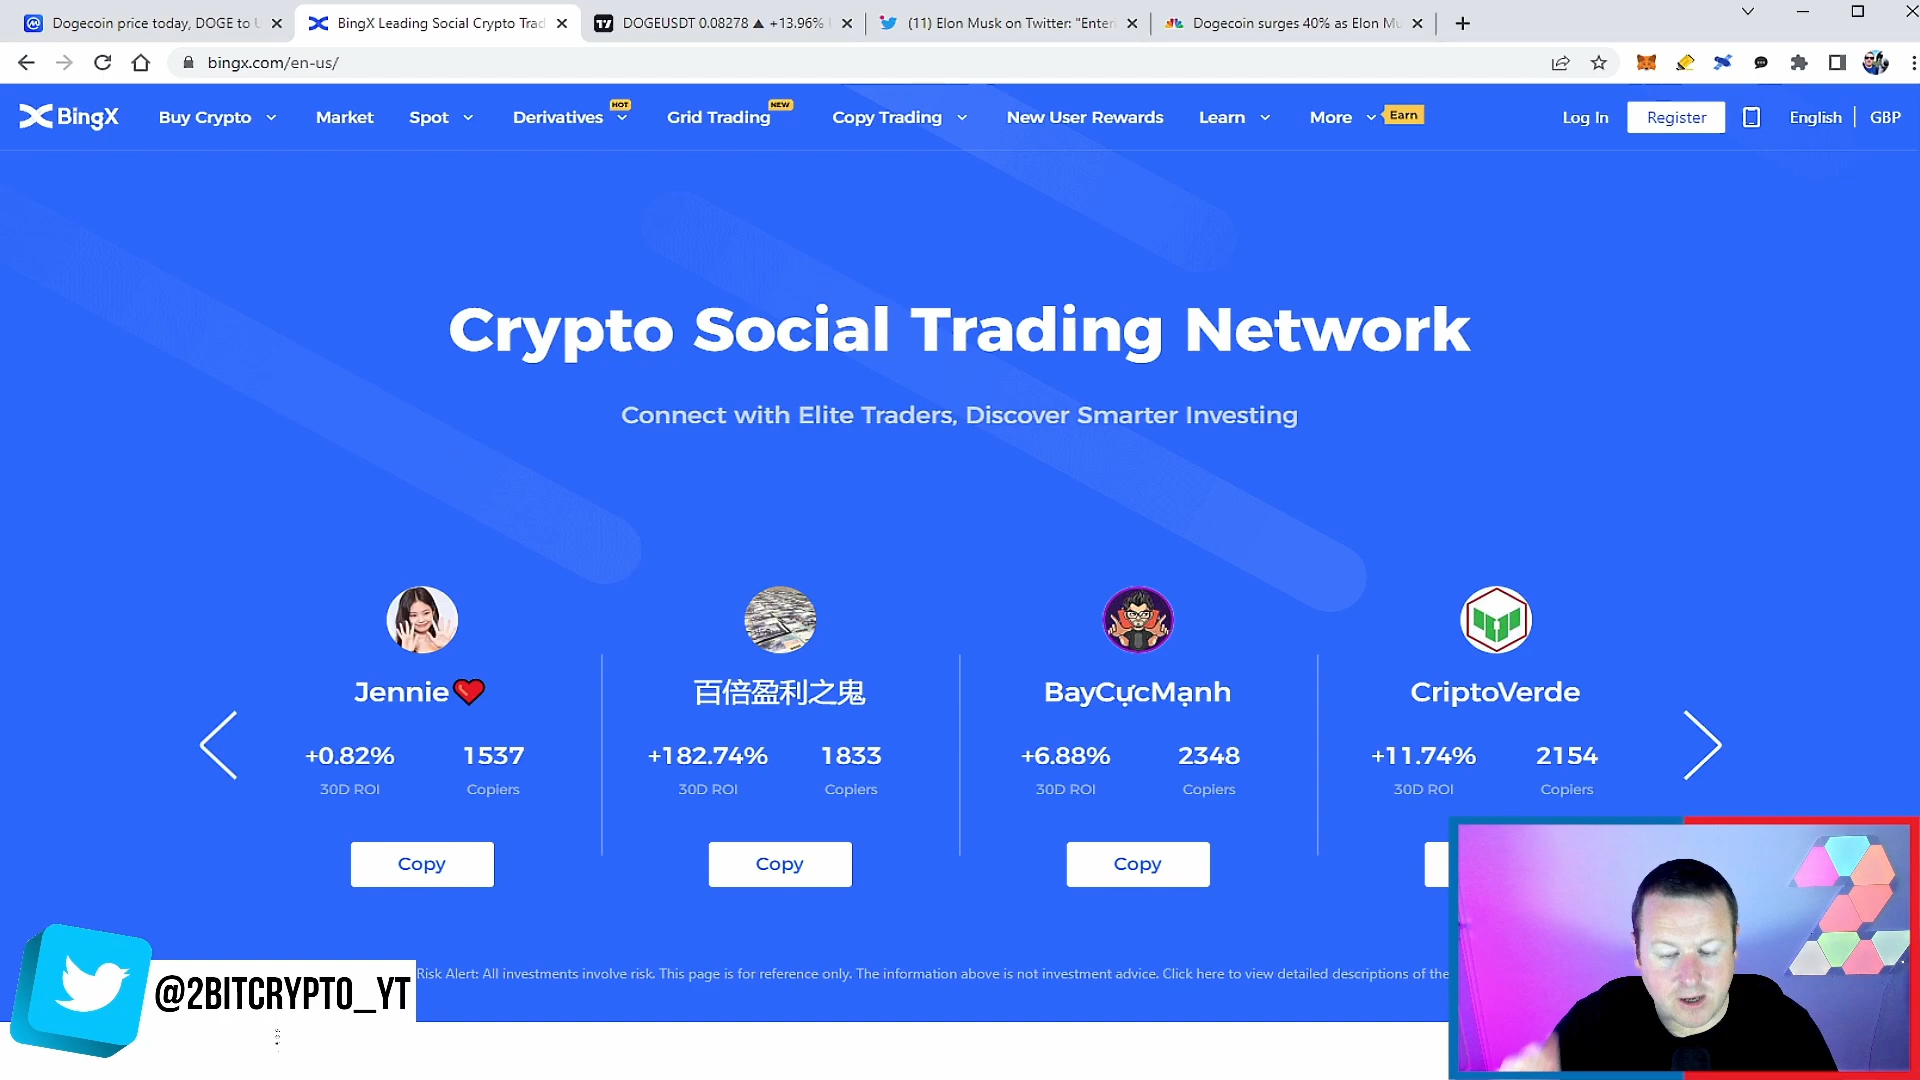 Dogecoin price today, DOGE to U
BingX Leading Social Crypto Trad
DOGEUSDT 0.08278 ▲ +13.96%
(11) Elon Musk on Twitter: "Enter
Dogecoin surges 40% as Elon Mu
bingx.com/en-us/
BingX
Buy Crypto
Market
Spot
Derivatives
HOT
Grid Trading
NEW
Copy Trading
New User Rewards
Learn
More
Earn
Log In
Register
English
GBP
Crypto Social Trading Network
Connect with Elite Traders, Discover Smarter Investing
Jennie❤️
百倍盈利之鬼
BayCựcMạnh
CriptoVerde
+0.82% 1537
30D ROI Copiers
+182.74% 1833
30D ROI Copiers
+6.88% 2348
30D ROI Copiers
+11.74% 2154
30D ROI Copiers
Copy
Copy
Copy
Risk Alert: All investments involve risk. This page is for reference only. The information above is not investment advice. Click here to view detailed descriptions of the
@2BITCRYPTO_YT